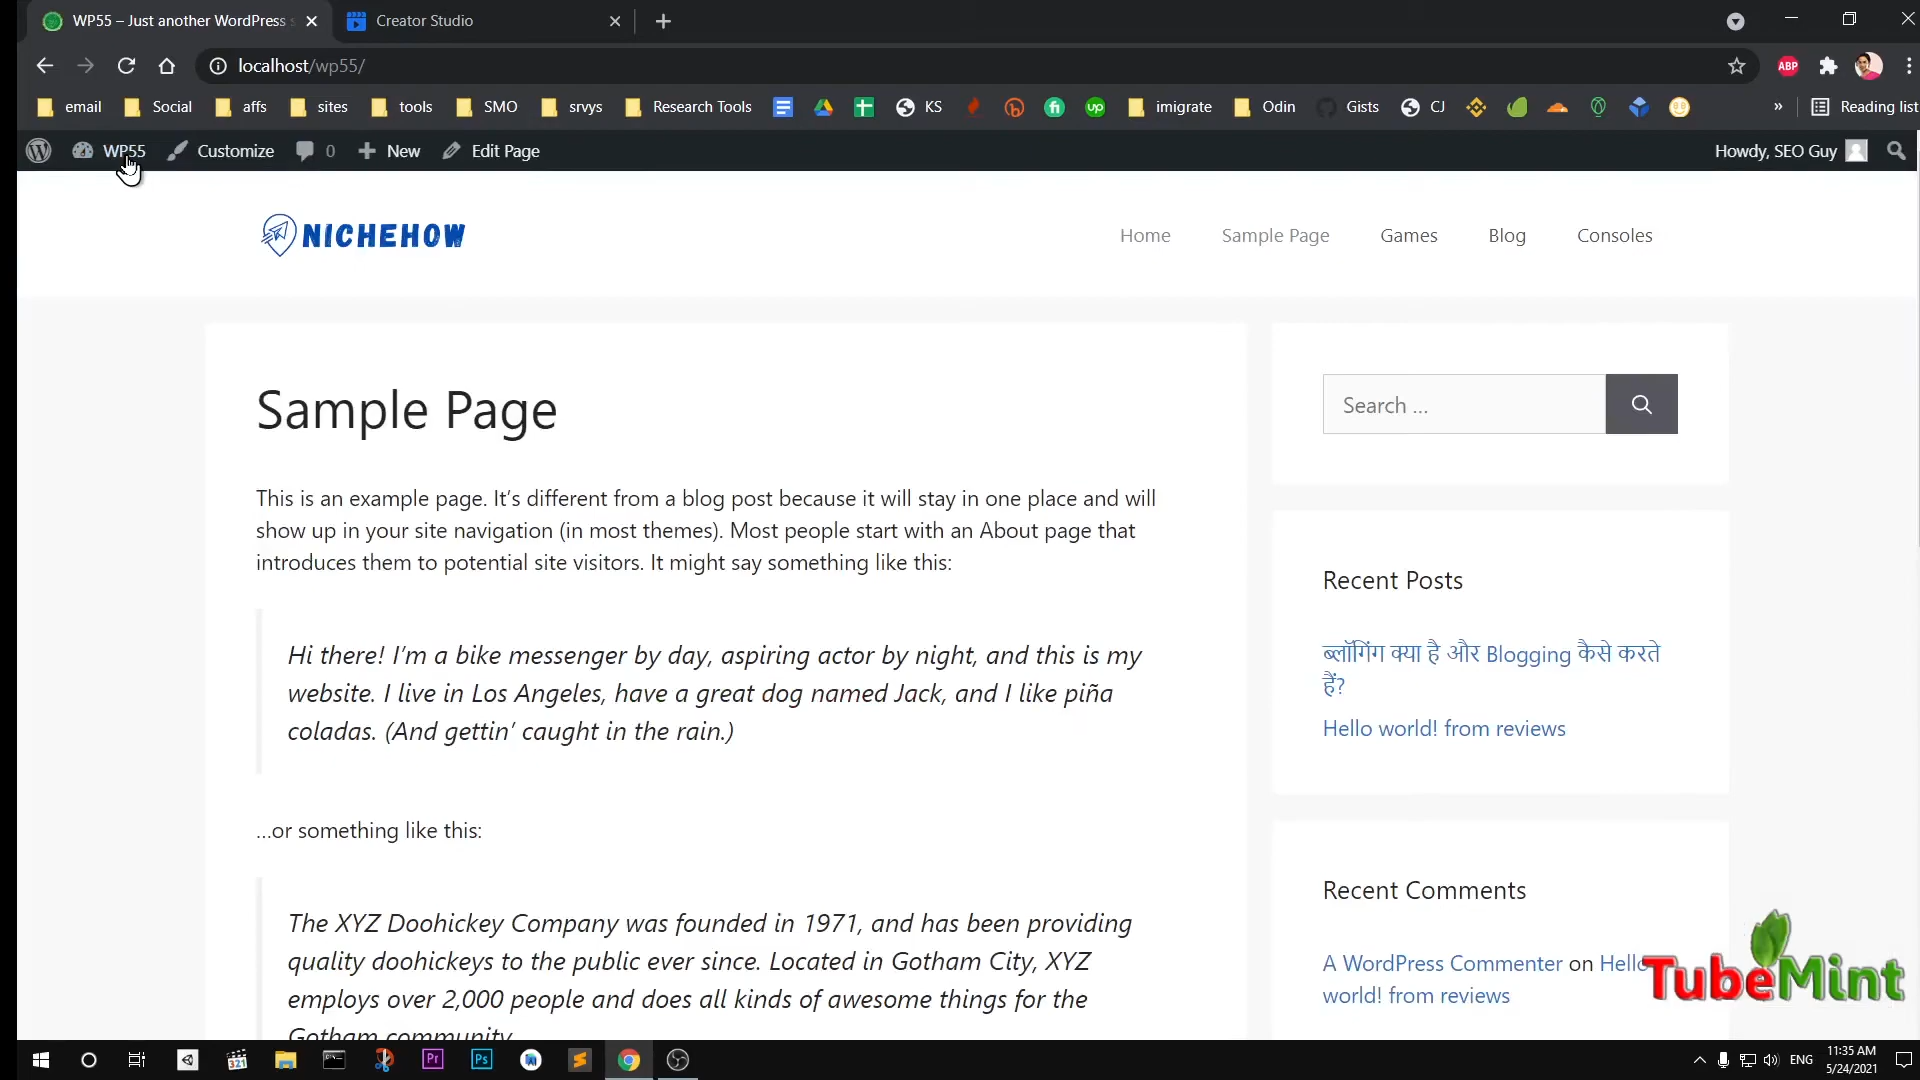 WP55 – Just another WordPress s
Creator Studio
localhost/wp55/
ABP
email
Social
affs
sites
tools
SMO
srvys
Research Tools
KS
up
imigrate
Odin
Gists
CJ
»
Reading list
WP55
Customize
0
New
Edit Page
Howdy, SEO Guy
NICHEHOW
Home
Sample Page
Games
Blog
Consoles
Sample Page
Search …
This is an example page. It’s different from a blog post because it will stay in one place and will
show up in your site navigation (in most themes). Most people start with an About page that
introduces them to potential site visitors. It might say something like this:
Hi there! I’m a bike messenger by day, aspiring actor by night, and this is my
website. I live in Los Angeles, have a great dog named Jack, and I like piña
coladas. (And gettin’ caught in the rain.)
…or something like this:
The XYZ Doohickey Company was founded in 1971, and has been providing
quality doohickeys to the public ever since. Located in Gotham City, XYZ
employs over 2,000 people and does all kinds of awesome things for the
Gotham community.
Recent Posts
ब्लॉगिंग क्या है और Blogging कैसे करते
हैं?
Hello world! from reviews
Recent Comments
A WordPress Commenter on Hello
world! from reviews
TubeMint
321
Pr
Ps
ENG
11:35 AM
5/24/2021